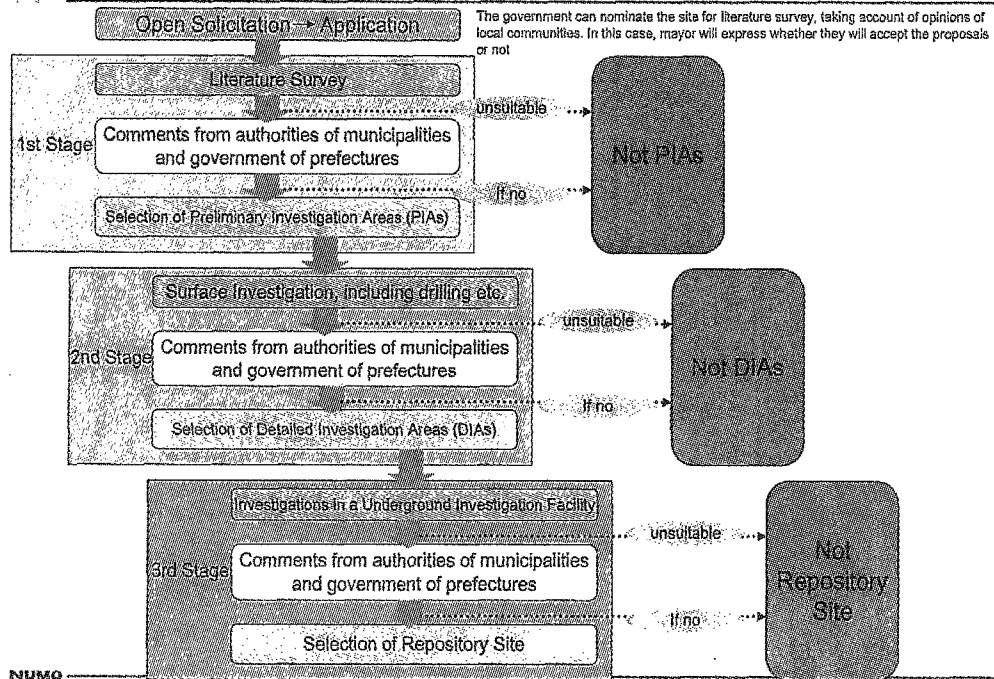 Open Solicitation → Application
The government can nominate the site for literature survey, taking account of opinions of
local communities. In this case, mayor will express whether they will accept the proposals
or not
1st Stage
Literature Survey
unsuitable
Comments from authorities of municipalities
and government of prefectures
If no
Selection of Preliminary Investigation Areas (PIAs)
Not PIAs
2nd Stage
Surface Investigation, including drilling etc.
unsuitable
Comments from authorities of municipalities
and government of prefectures
If no
Selection of Detailed Investigation Areas (DIAs)
Not DIAs
3rd Stage
Investigations in a Underground Investigation Facility
unsuitable
Comments from authorities of municipalities
and government of prefectures
If no
Selection of Repository Site
Not
Repository
Site
NUMO